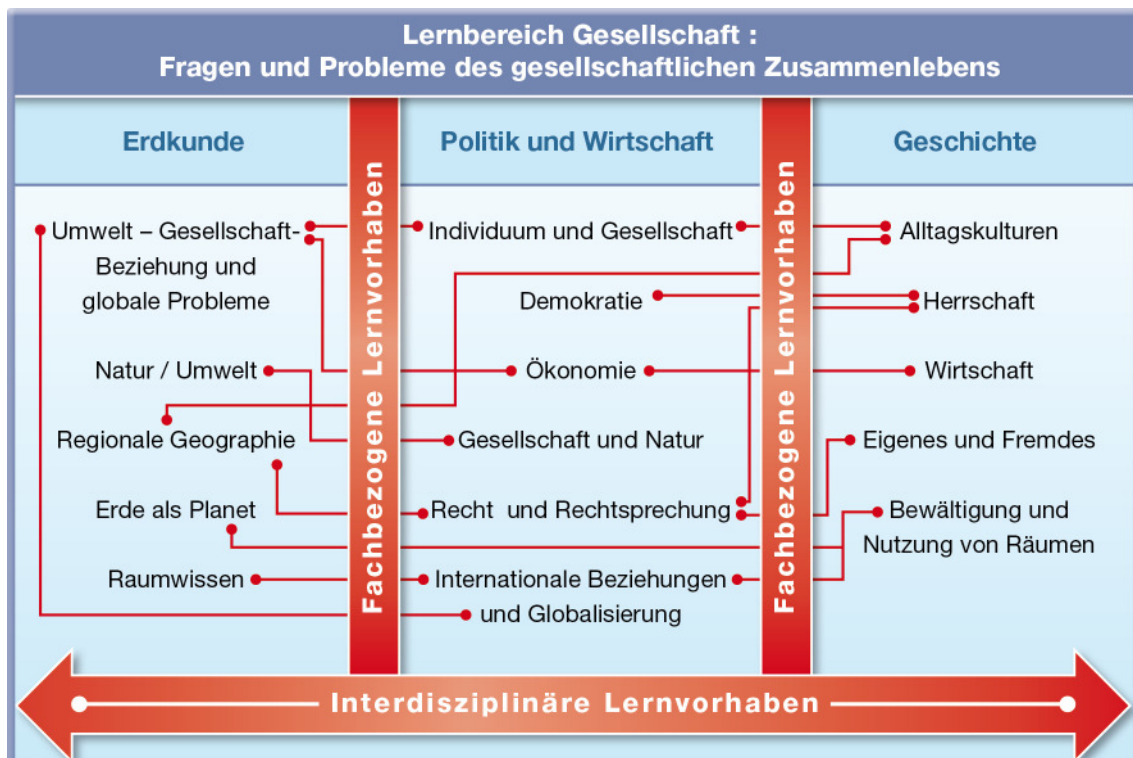 Lernbereich Gesellschaft :
Fragen und Probleme des gesellschaftlichen Zusammenlebens
Erdkunde
Politik und Wirtschaft
Geschichte
Umwelt – Gesellschaft-
Beziehung und
globale Probleme
Natur / Umwelt
Regionale Geographie
Erde als Planet
Raumwissen
Fachbezogene Lernvorhaben
Individuum und Gesellschaft
Demokratie
Ökonomie
Gesellschaft und Natur
Recht und Rechtsprechung
Internationale Beziehungen
und Globalisierung
Fachbezogene Lernvorhaben
Alltagskulturen
Herrschaft
Wirtschaft
Eigenes und Fremdes
Bewältigung und
Nutzung von Räumen
Interdisziplinäre Lernvorhaben